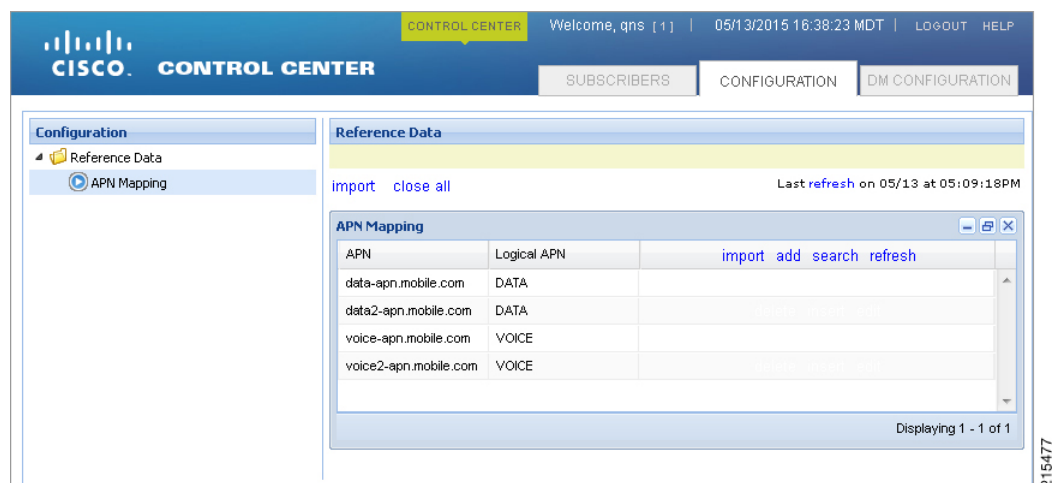 CONTROL CENTER Welcome, qns [1] | 05/13/2015 16:38:23 MDT | LOGOUT HELP
CISCO. CONTROL CENTER
SUBSCRIBERS CONFIGURATION DM CONFIGURATION
Configuration
Reference Data
APN Mapping
Reference Data
import close all Last refresh on 05/13 at 05:09:18PM
APN Mapping
APN Logical APN import add search refresh
data-apn.mobile.com DATA
data2-apn.mobile.com DATA
voice-apn.mobile.com VOICE
voice2-apn.mobile.com VOICE
Displaying 1 - 1 of 1